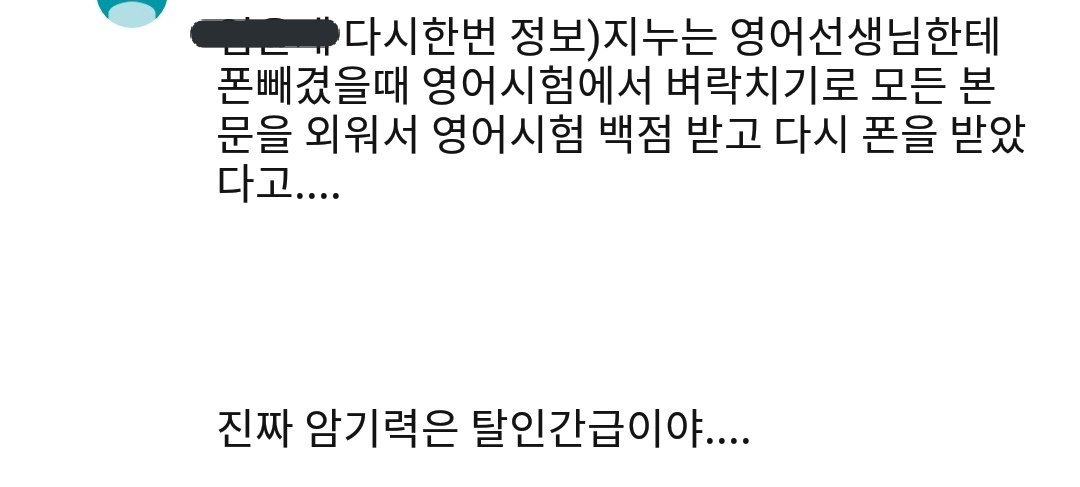 다시한번 정보)지누는 영어선생님한테
폰빼겼을때 영어시험에서 벼락치기로 모든 본
문을 외워서 영어시험 백점 받고 다시 폰을 받았
다고....
진짜 암기력은 탈인간급이야....